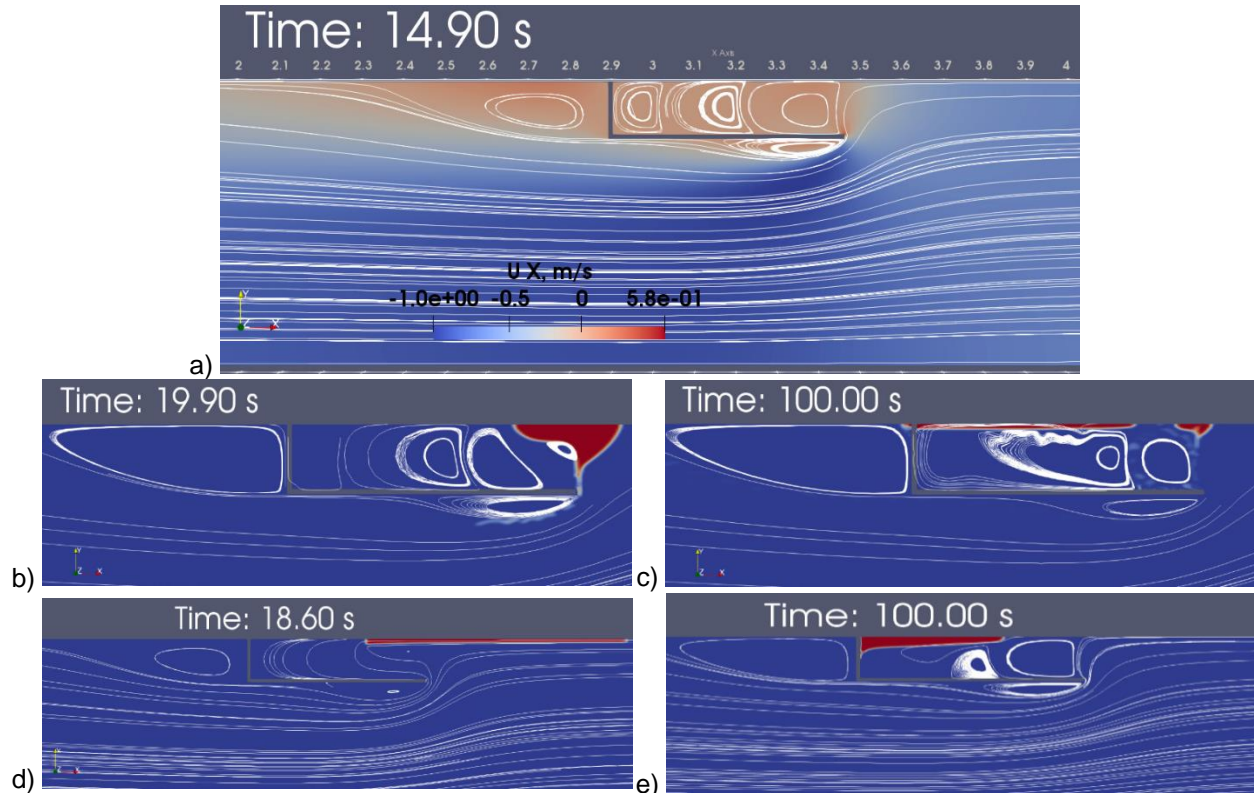 Time: 14.90 s
X Axis
2 2.1 2.2 2.3 2.4 2.5 2.6 2.7 2.8 2.9 3 3.1 3.2 3.3 3.4 3.5 3.6 3.7 3.8 3.9 4
U X, m/s
-1.0e+00 -0.5 0 5.8e-01
Y
Z X
a)
Time: 19.90 s
Y
Z X
b)
Time: 100.00 s
Y
Z X
c)
Time: 18.60 s
d)
Time: 100.00 s
e)